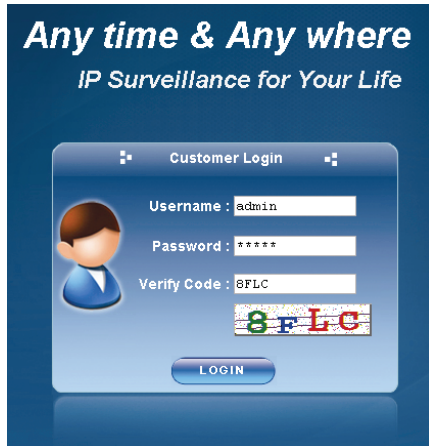 Any time & Any where
IP Surveillance for Your Life
Customer Login
Username : admin
Password : *****
Verify Code : 8FLC
8FLC
LOGIN